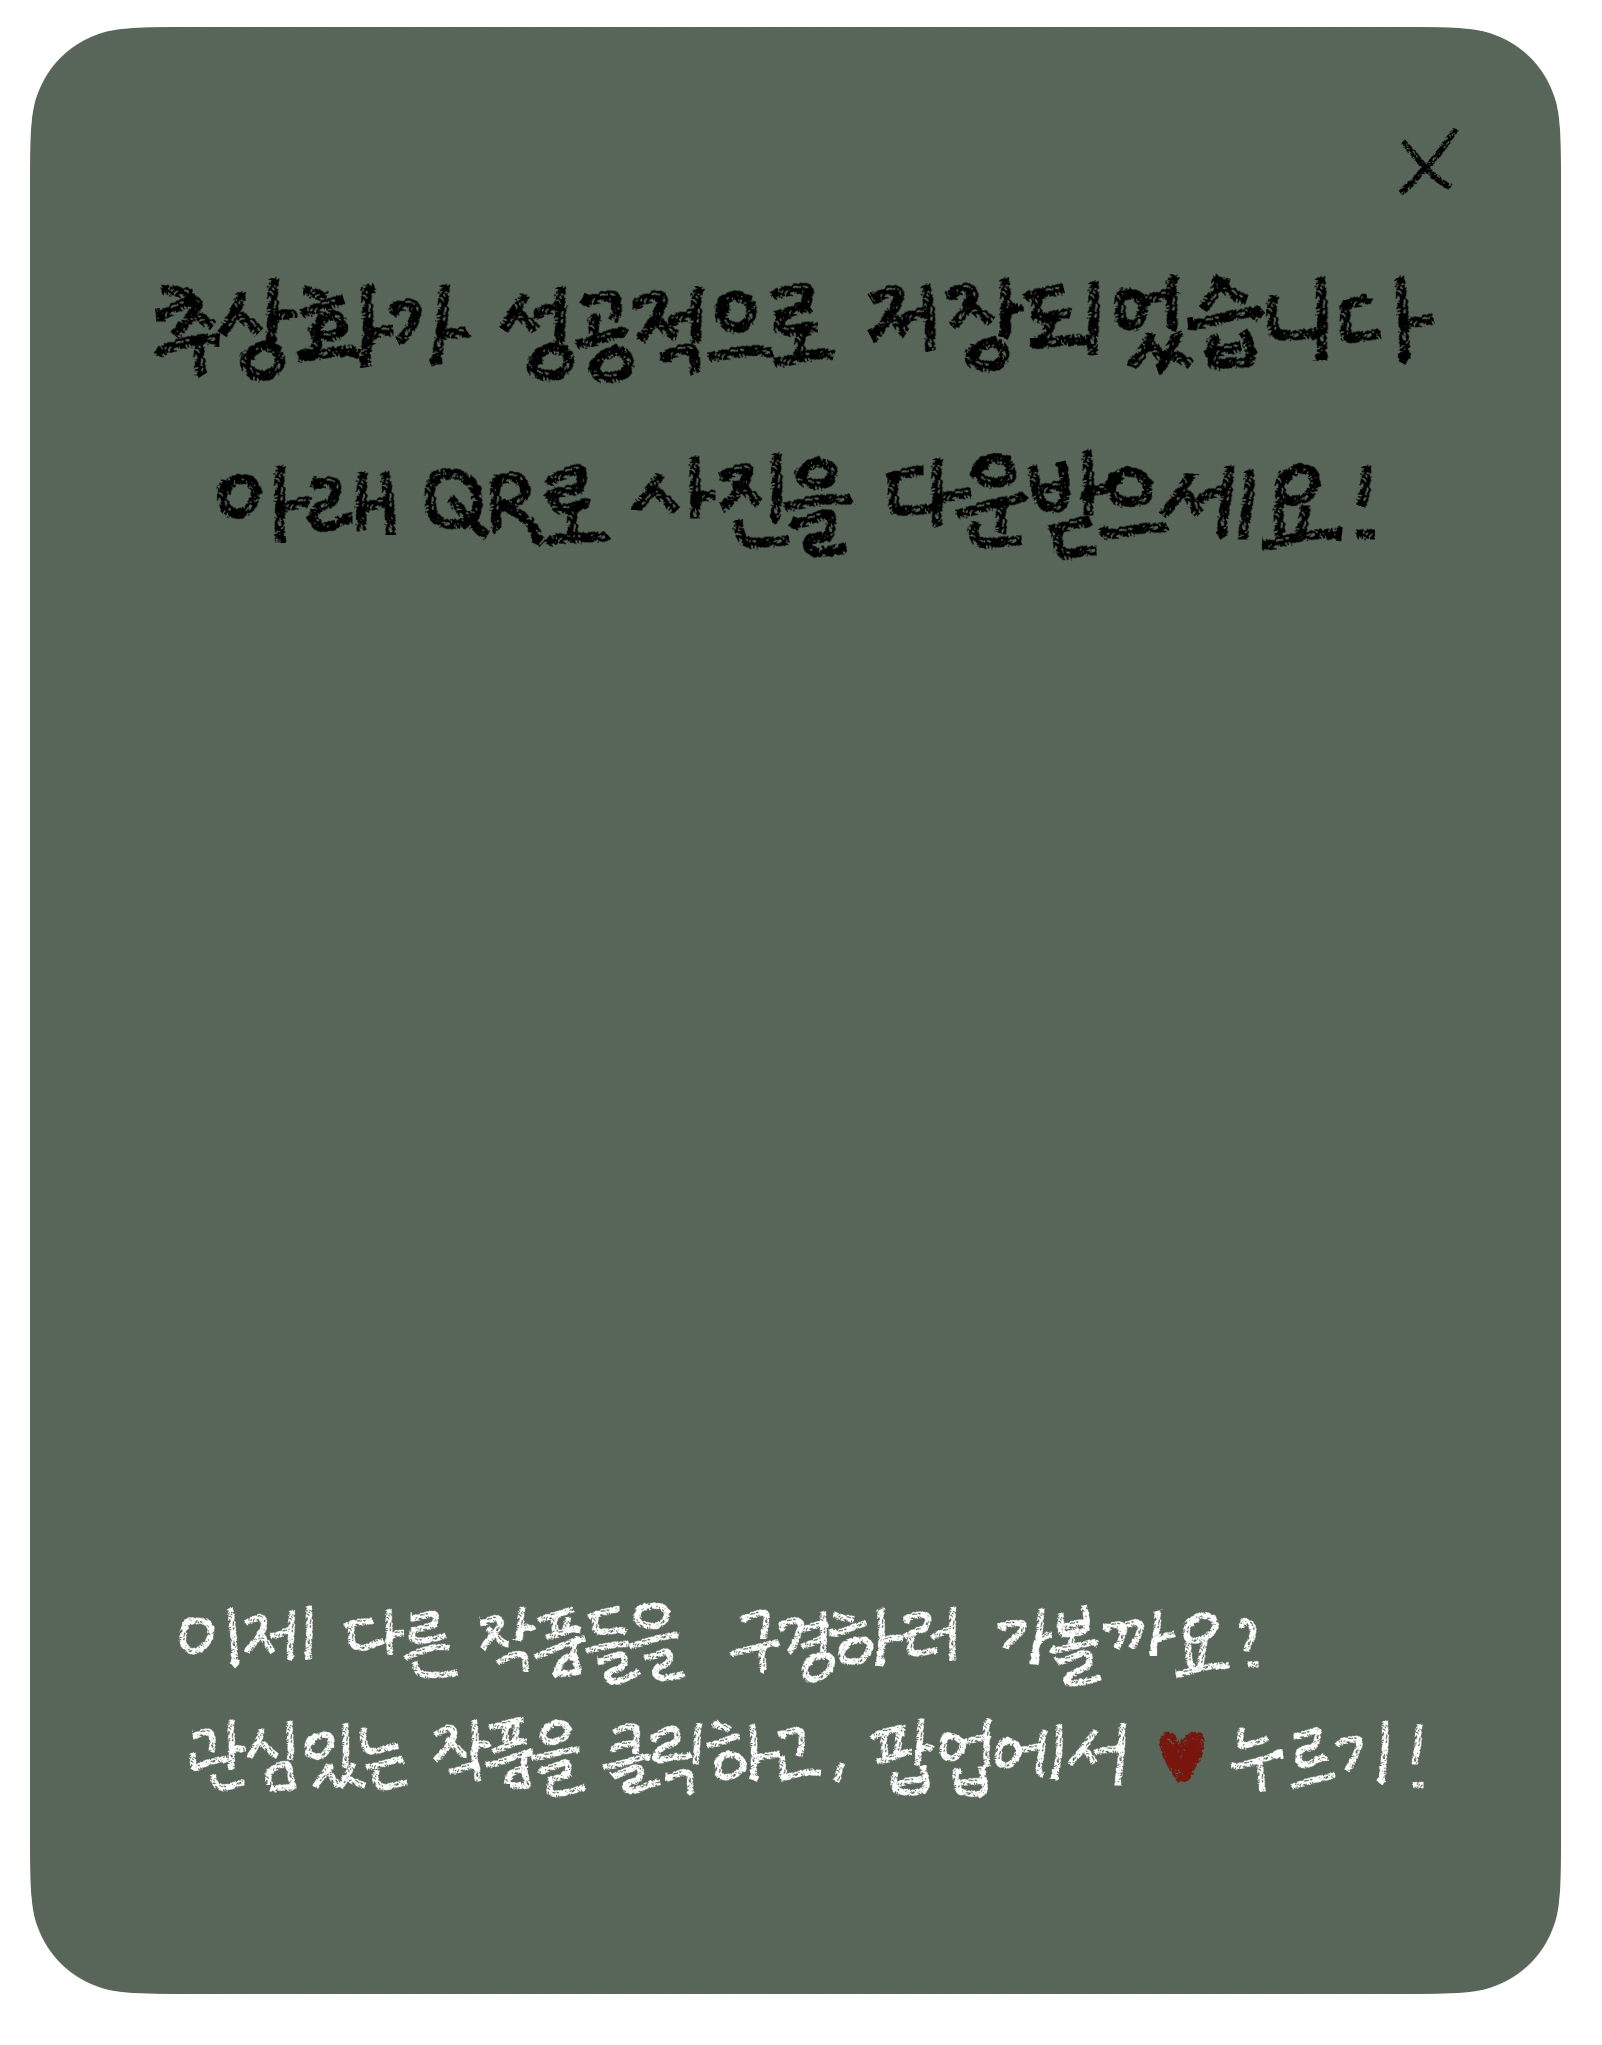 X
추상화가 성공적으로 저장되었습니다
아래 QR로 사진을 다운받으세요!
이제 다른 작품들을 구경하러 가볼까요?
관심있는 작품을 클릭하고, 팝업에서 ♥ 누르기!